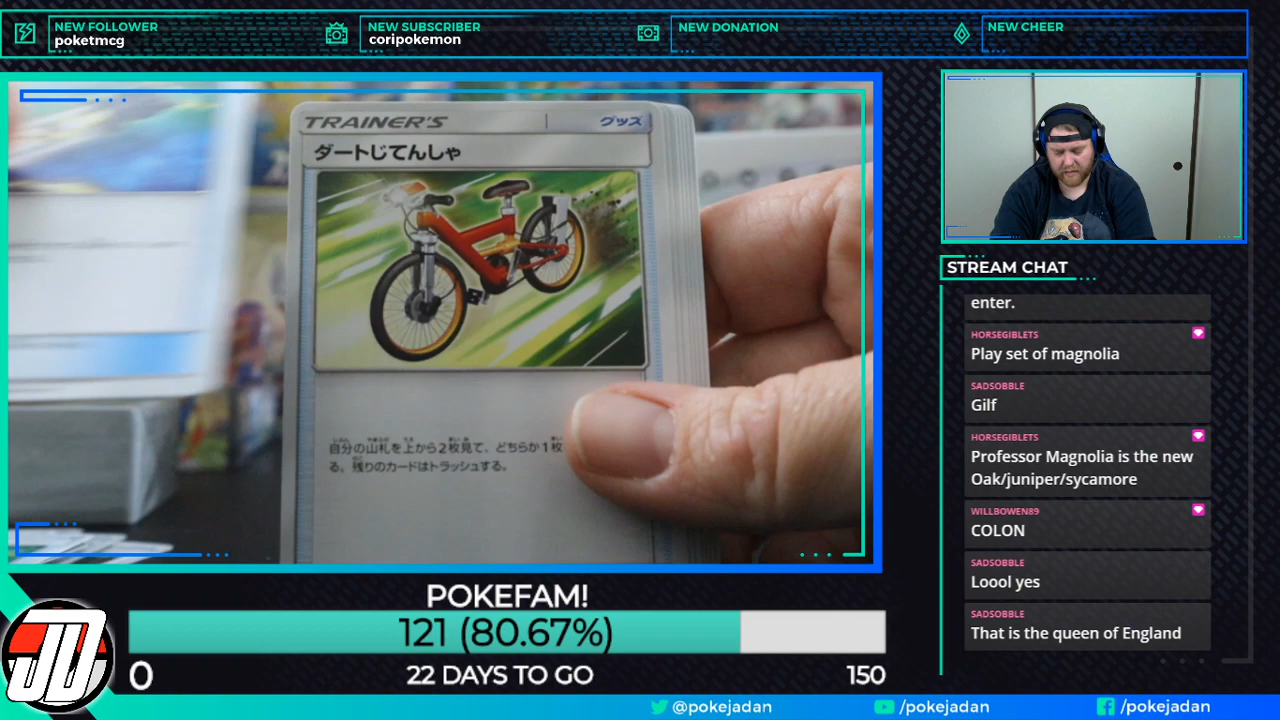 NEW FOLLOWER
poketmcg
NEW SUBSCRIBER
coripokemon
NEW DONATION
NEW CHEER
TRAINER'S
グッズ
ダートじてんしゃ
自分の山札を上から2枚見て、どちらか1枚
る。残りのカードはトラッシュする。
STREAM CHAT
enter.
HORSEGIBLETS
Play set of magnolia
SADSOBBLE
Gilf
HORSEGIBLETS
Professor Magnolia is the new
Oak/juniper/sycamore
WILLBOWEN89
COLON
SADSOBBLE
Loool yes
SADSOBBLE
That is the queen of England
POKEFAM!
121 (80.67%)
0
22 DAYS TO GO
150
@pokejadan
/pokejadan
/pokejadan